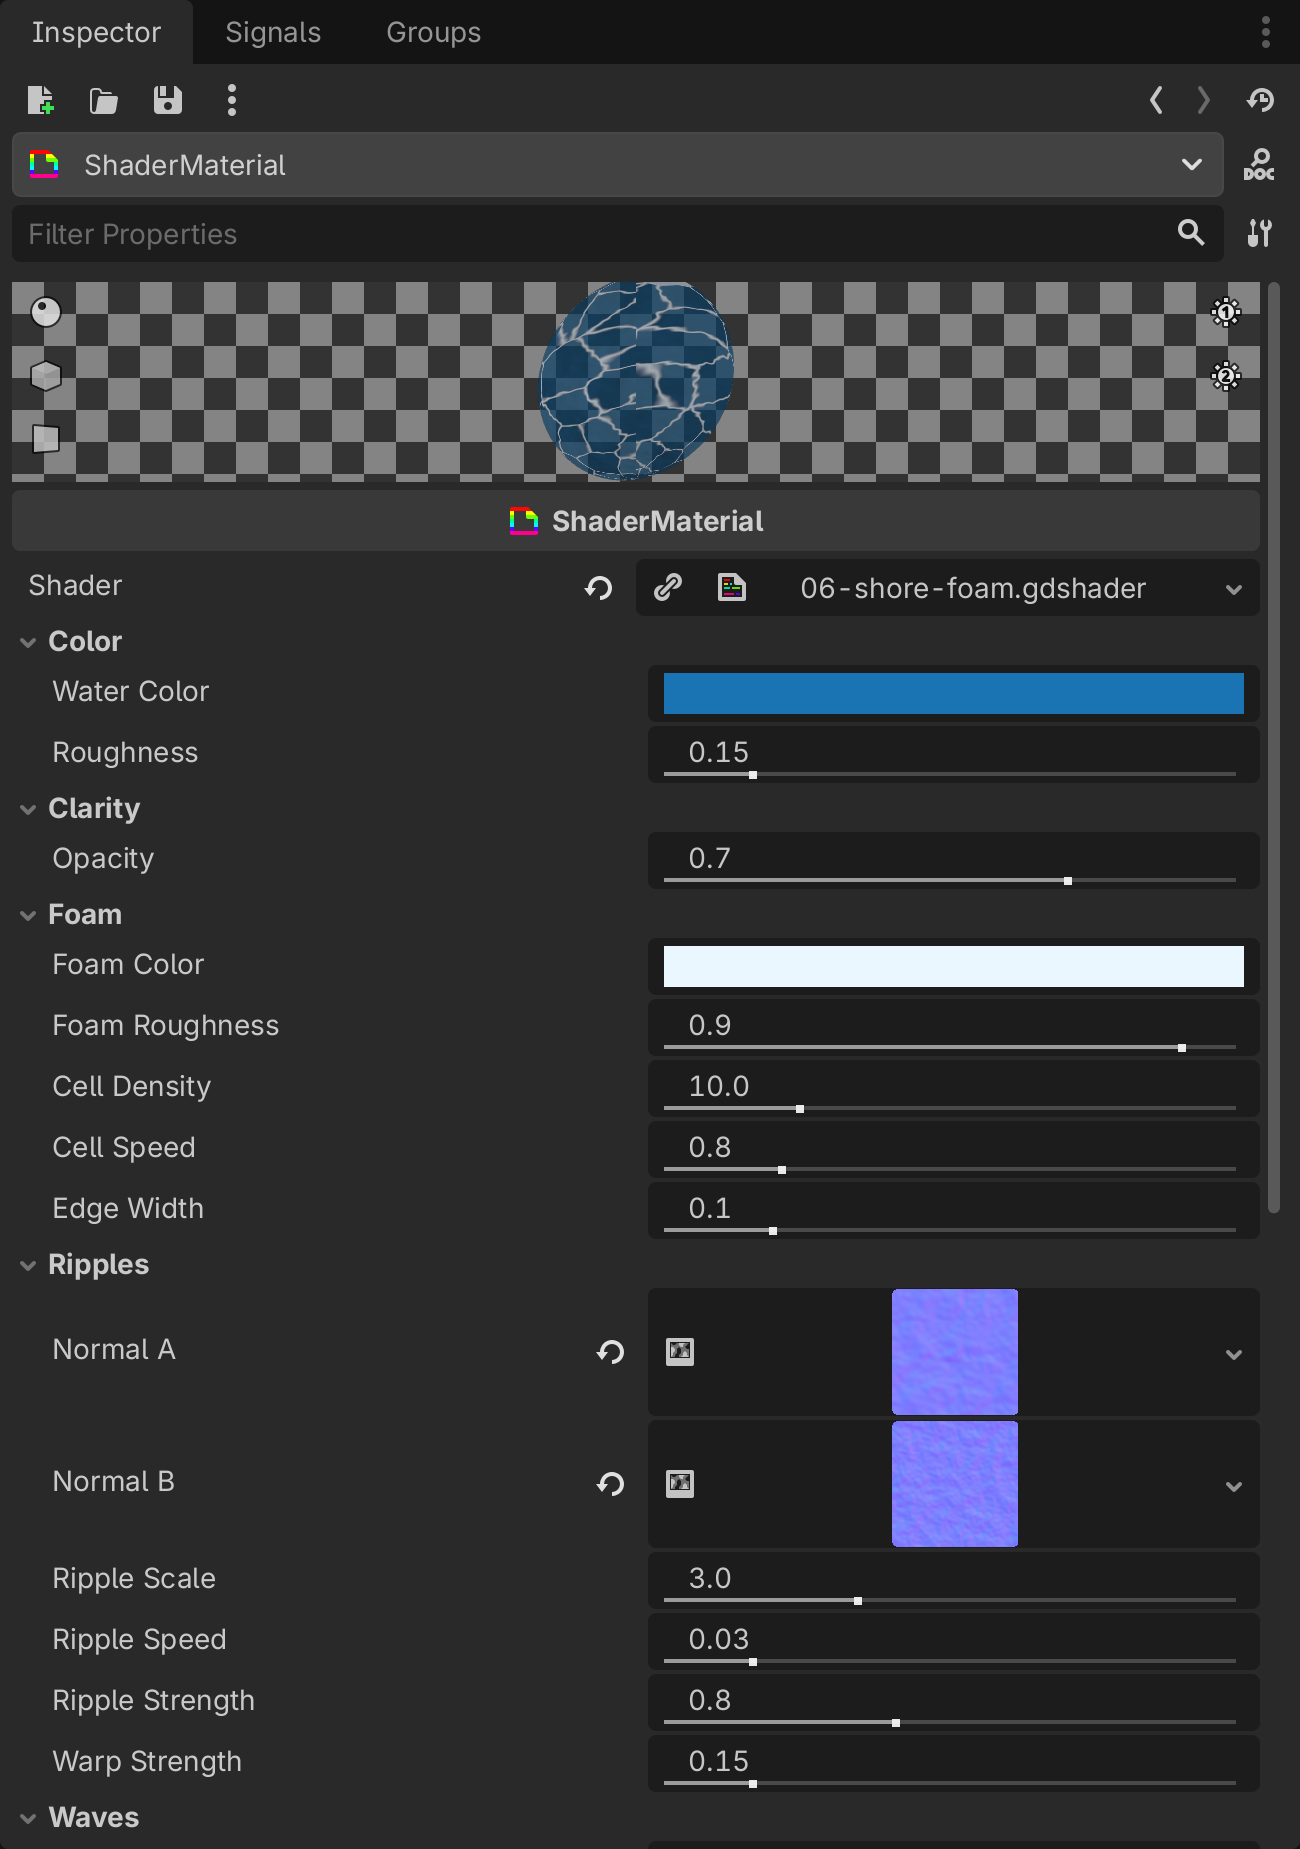 Inspector Signals Groups
ShaderMaterial
DOC
Filter Properties
1
2
ShaderMaterial
Shader 06-shore-foam.gdshader
Color
Water Color
Roughness 0.15
Clarity
Opacity 0.7
Foam
Foam Color
Foam Roughness 0.9
Cell Density 10.0
Cell Speed 0.8
Edge Width 0.1
Ripples
Normal A
Normal B
Ripple Scale 3.0
Ripple Speed 0.03
Ripple Strength 0.8
Warp Strength 0.15
Waves